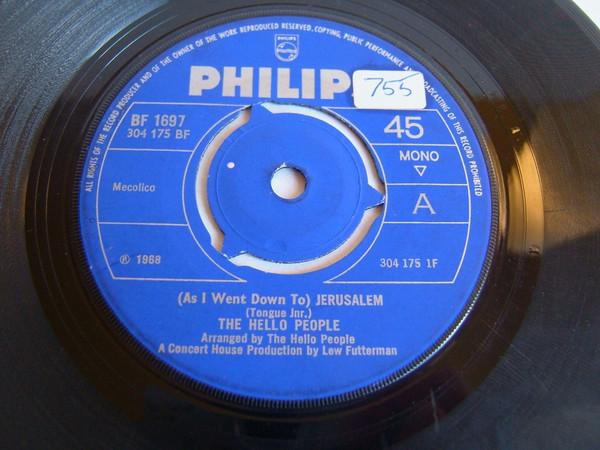 ALL RIGHTS OF THE RECORD PRODUCER AND OF THE OWNER OF THE WORK REPRODUCED RESERVED. COPYING, PUBLIC PERFORMANCE AND BROADCASTING OF THIS RECORD PROHIBITED
PHILIPS
PHILIP
755
BF 1697
304 175 BF
45
MONO
A
Mecolico
℗ 1968
304 175 1F
(As I Went Down To) JERUSALEM
(Tongue Jnr.)
THE HELLO PEOPLE
Arranged by The Hello People
A Concert House Production by Lew Futterman